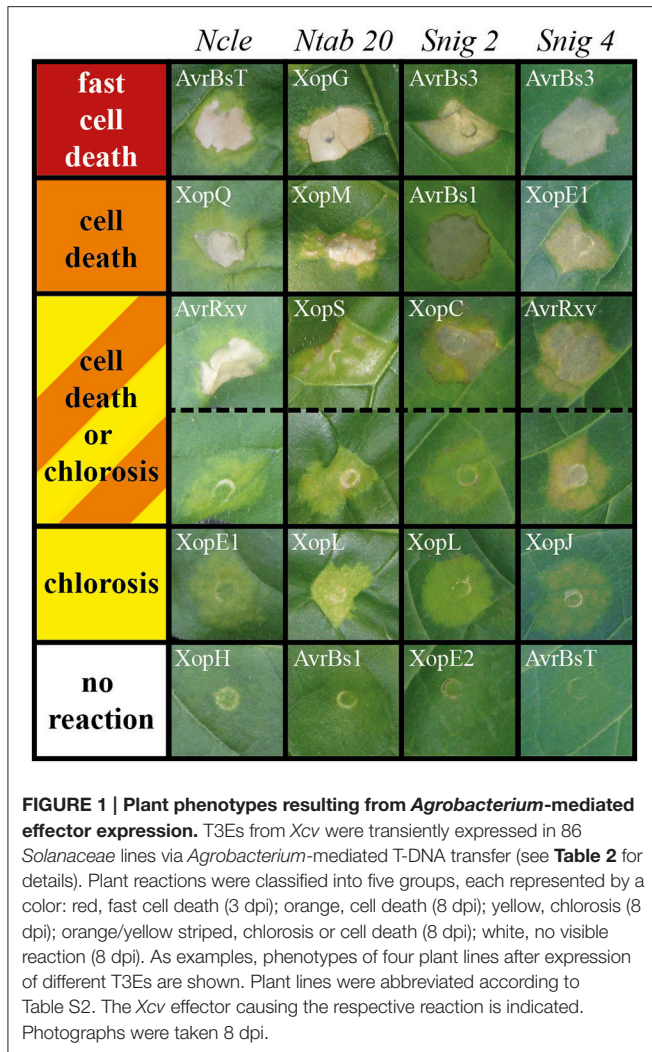 Ncle Ntab 20 Snig 2 Snig 4
fast
cell
death
AvrBsT XopG AvrBs3 AvrBs3
cell
death
XopQ XopM AvrBs1 XopE1
cell
death
or
chlorosis
AvrRxv XopS XopC AvrRxv
chlorosis
XopE1 XopL XopL XopJ
no
reaction
XopH AvrBs1 XopE2 AvrBsT
FIGURE 1 | Plant phenotypes resulting from Agrobacterium-mediated
effector expression. T3Es from Xcv were transiently expressed in 86
Solanaceae lines via Agrobacterium-mediated T-DNA transfer (see Table 2 for
details). Plant reactions were classified into five groups, each represented by a
color: red, fast cell death (3 dpi); orange, cell death (8 dpi); yellow, chlorosis (8
dpi); orange/yellow striped, chlorosis or cell death (8 dpi); white, no visible
reaction (8 dpi). As examples, phenotypes of four plant lines after expression
of different T3Es are shown. Plant lines were abbreviated according to
Table S2. The Xcv effector causing the respective reaction is indicated.
Photographs were taken 8 dpi.